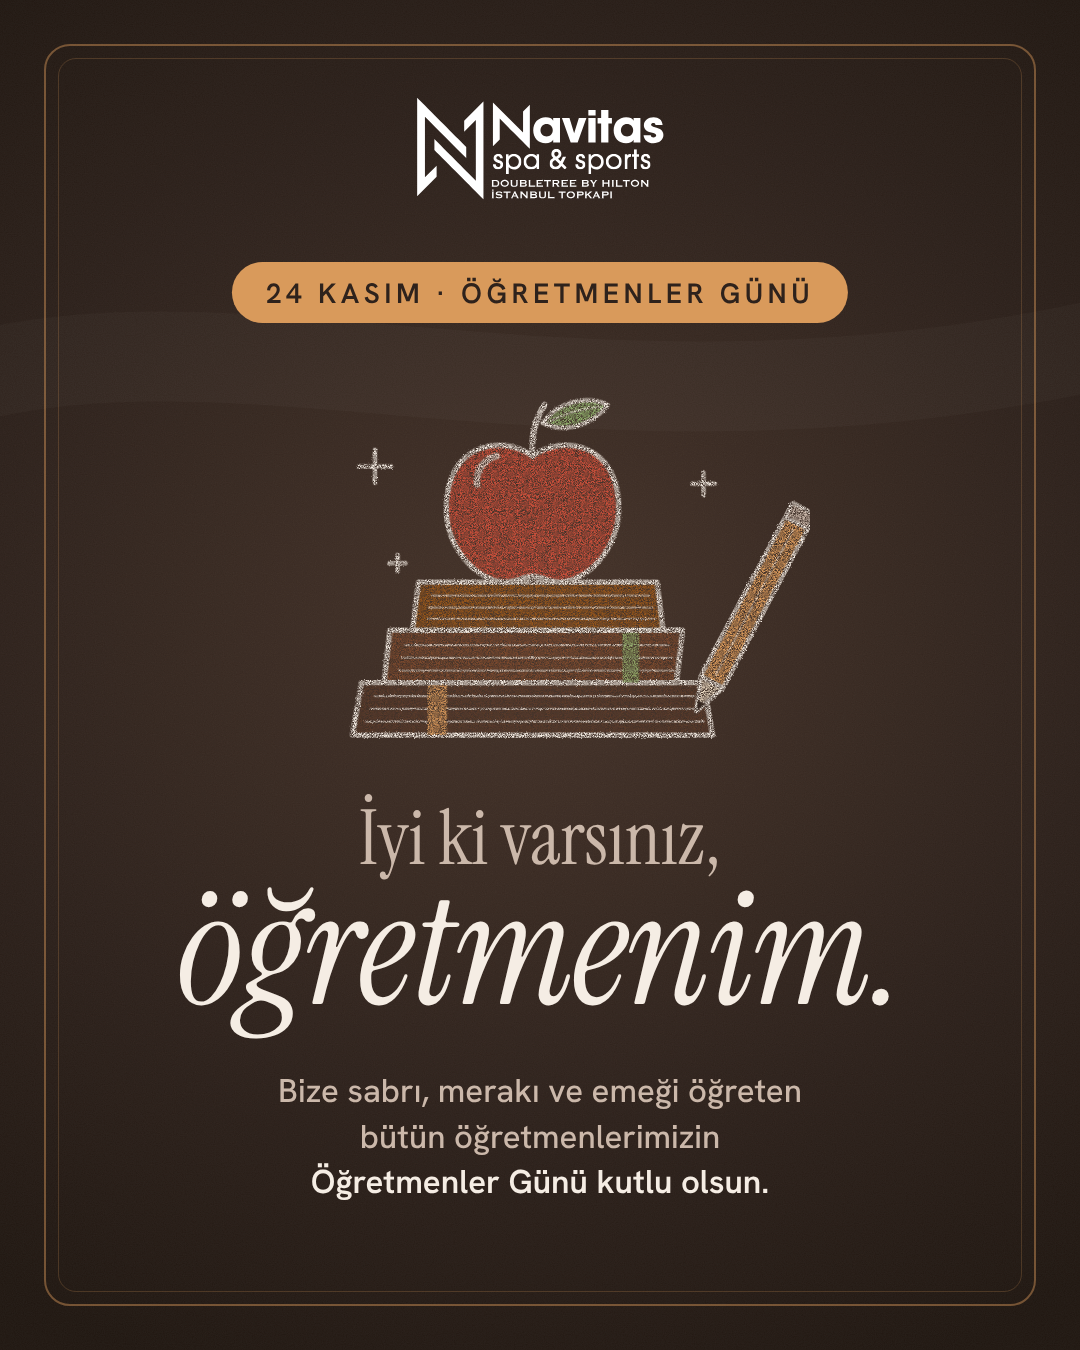 Navitas
spa & sports
DOUBLETREE BY HILTON
İSTANBUL TOPKAPI
24 KASIM · ÖĞRETMENLER GÜNÜ
İyi ki varsınız,
öğretmenim.
Bize sabrı, merakı ve emeği öğreten
bütün öğretmenlerimizin
Öğretmenler Günü kutlu olsun.